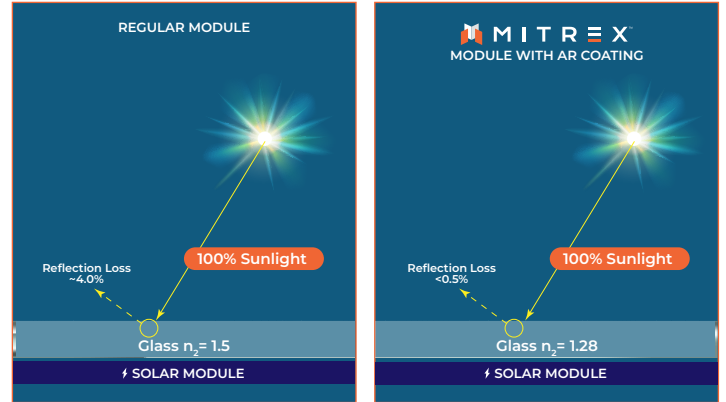 REGULAR MODULE
100% Sunlight
Reflection Loss
~4.0%
Glass n₂= 1.5
SOLAR MODULE
MITREX™
MODULE WITH AR COATING
100% Sunlight
Reflection Loss
<0.5%
Glass n₂= 1.28
SOLAR MODULE